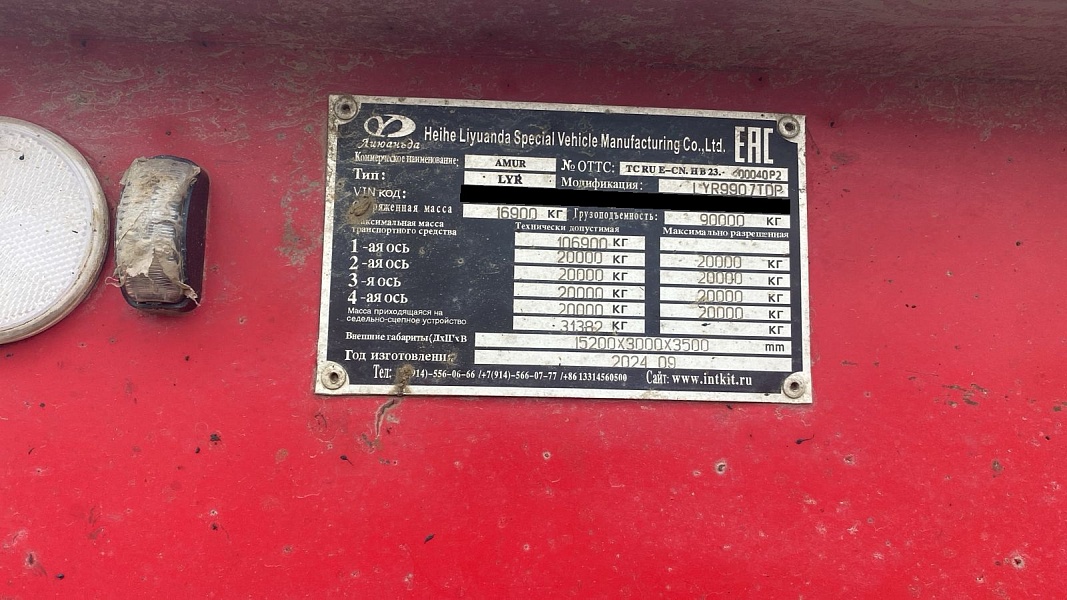 Лиюаньда
Heihe Liyuanda Special Vehicle Manufacturing Co.,Ltd. EAC
Коммерческое наименование: AMUR № ОТТС: TC RU E-CN. HB 23.- 00040P2
Тип: LYR Модификация: LYR9907TDP
VIN код:
масса 16900 кг Грузоподъемность: 90000 кг
масса транспортного средства Технически допустимая Максимально разрешенная
106900 кг
1 -ая ось 20000 кг 20000 кг
2 -ая ось 20000 кг 20000 кг
3 -я ось 20000 кг 20000 кг
4 -ая ось 20000 кг 20000 кг
Масса приходящаяся на седельно-сцепное устройство 31382 кг кг
Внешние габариты (ДхШхВ 15200X3000X3500 mm
Год изготовления 2024 09
Тел: (914)-556-06-66 /+7(914)-566-07-77 /+86 13314560500 Сайт: www.intkit.ru